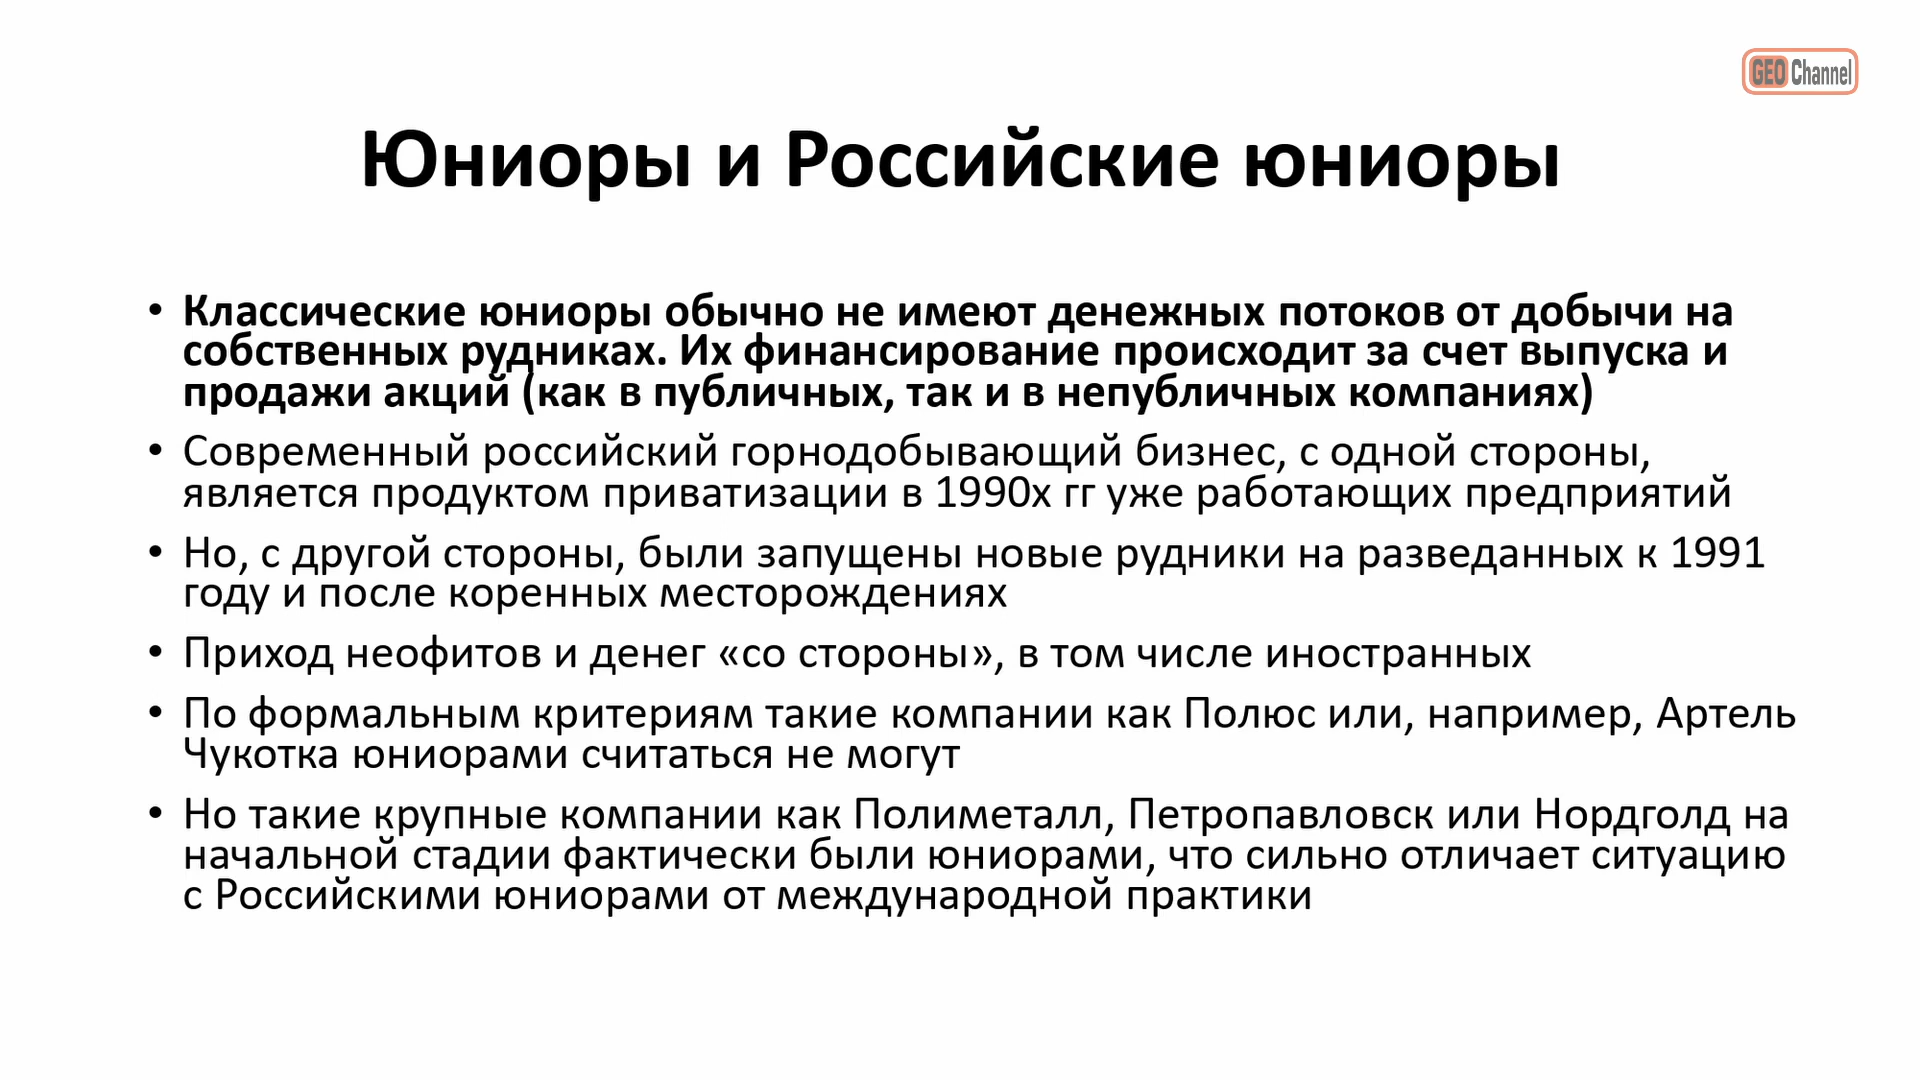 GEO Channel
Юниоры и Российские юниоры
• Классические юниоры обычно не имеют денежных потоков от добычи на
собственных рудниках. Их финансирование происходит за счет выпуска и
продажи акций (как в публичных, так и в непубличных компаниях)
• Современный российский горнодобывающий бизнес, с одной стороны,
является продуктом приватизации в 1990х гг уже работающих предприятий
• Но, с другой стороны, были запущены новые рудники на разведанных к 1991
году и после коренных месторождениях
• Приход неофитов и денег «со стороны», в том числе иностранных
• По формальным критериям такие компании как Полюс или, например, Артель
Чукотка юниорами считаться не могут
• Но такие крупные компании как Полиметалл, Петропавловск или Нордголд на
начальной стадии фактически были юниорами, что сильно отличает ситуацию
с Российскими юниорами от международной практики